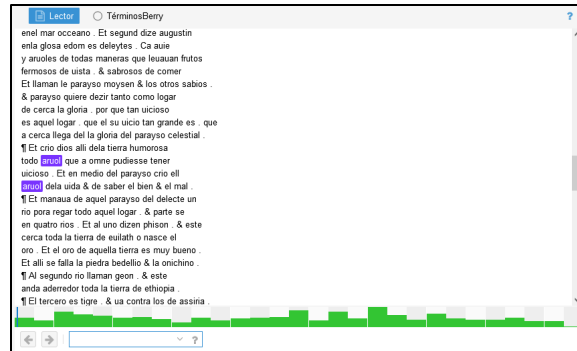 Lector TérminosBerry ?
enel mar occeano . Et segund dize augustin
enla glosa edom es deleytes . Ca auie
y aruoles de todas maneras que leuauan frutos
fermosos de uista . & sabrosos de comer
Et llaman le parayso moysen & los otros sabios .
& parayso quiere dezir tanto como logar
de cerca la gloria . por que tan uicioso
es aquel logar . que el su uicio tan grande es . que
a cerca llega del la gloria del parayso celestial .
¶ Et crio dios alli dela tierra humorosa
todo aruol que a omne pudiesse tener
uicioso . Et en medio del parayso crio ell
aruol dela uida & de saber el bien & el mal .
¶ Et manaua de aquel parayso del delecte un
rio pora regar todo aquel logar . & parte se
en quatro rios . Et al uno dizen phison . & este
cerca toda la tierra de euilath o nasce el
oro . Et el oro de aquella tierra es muy bueno .
Et alli se falla la piedra bedellio & la onichino .
¶ Al segundo rio llaman geon . & este
anda aderredor toda la tierra de ethiopia .
¶ El tercero es tigre . & ua contra los de assiria .
?